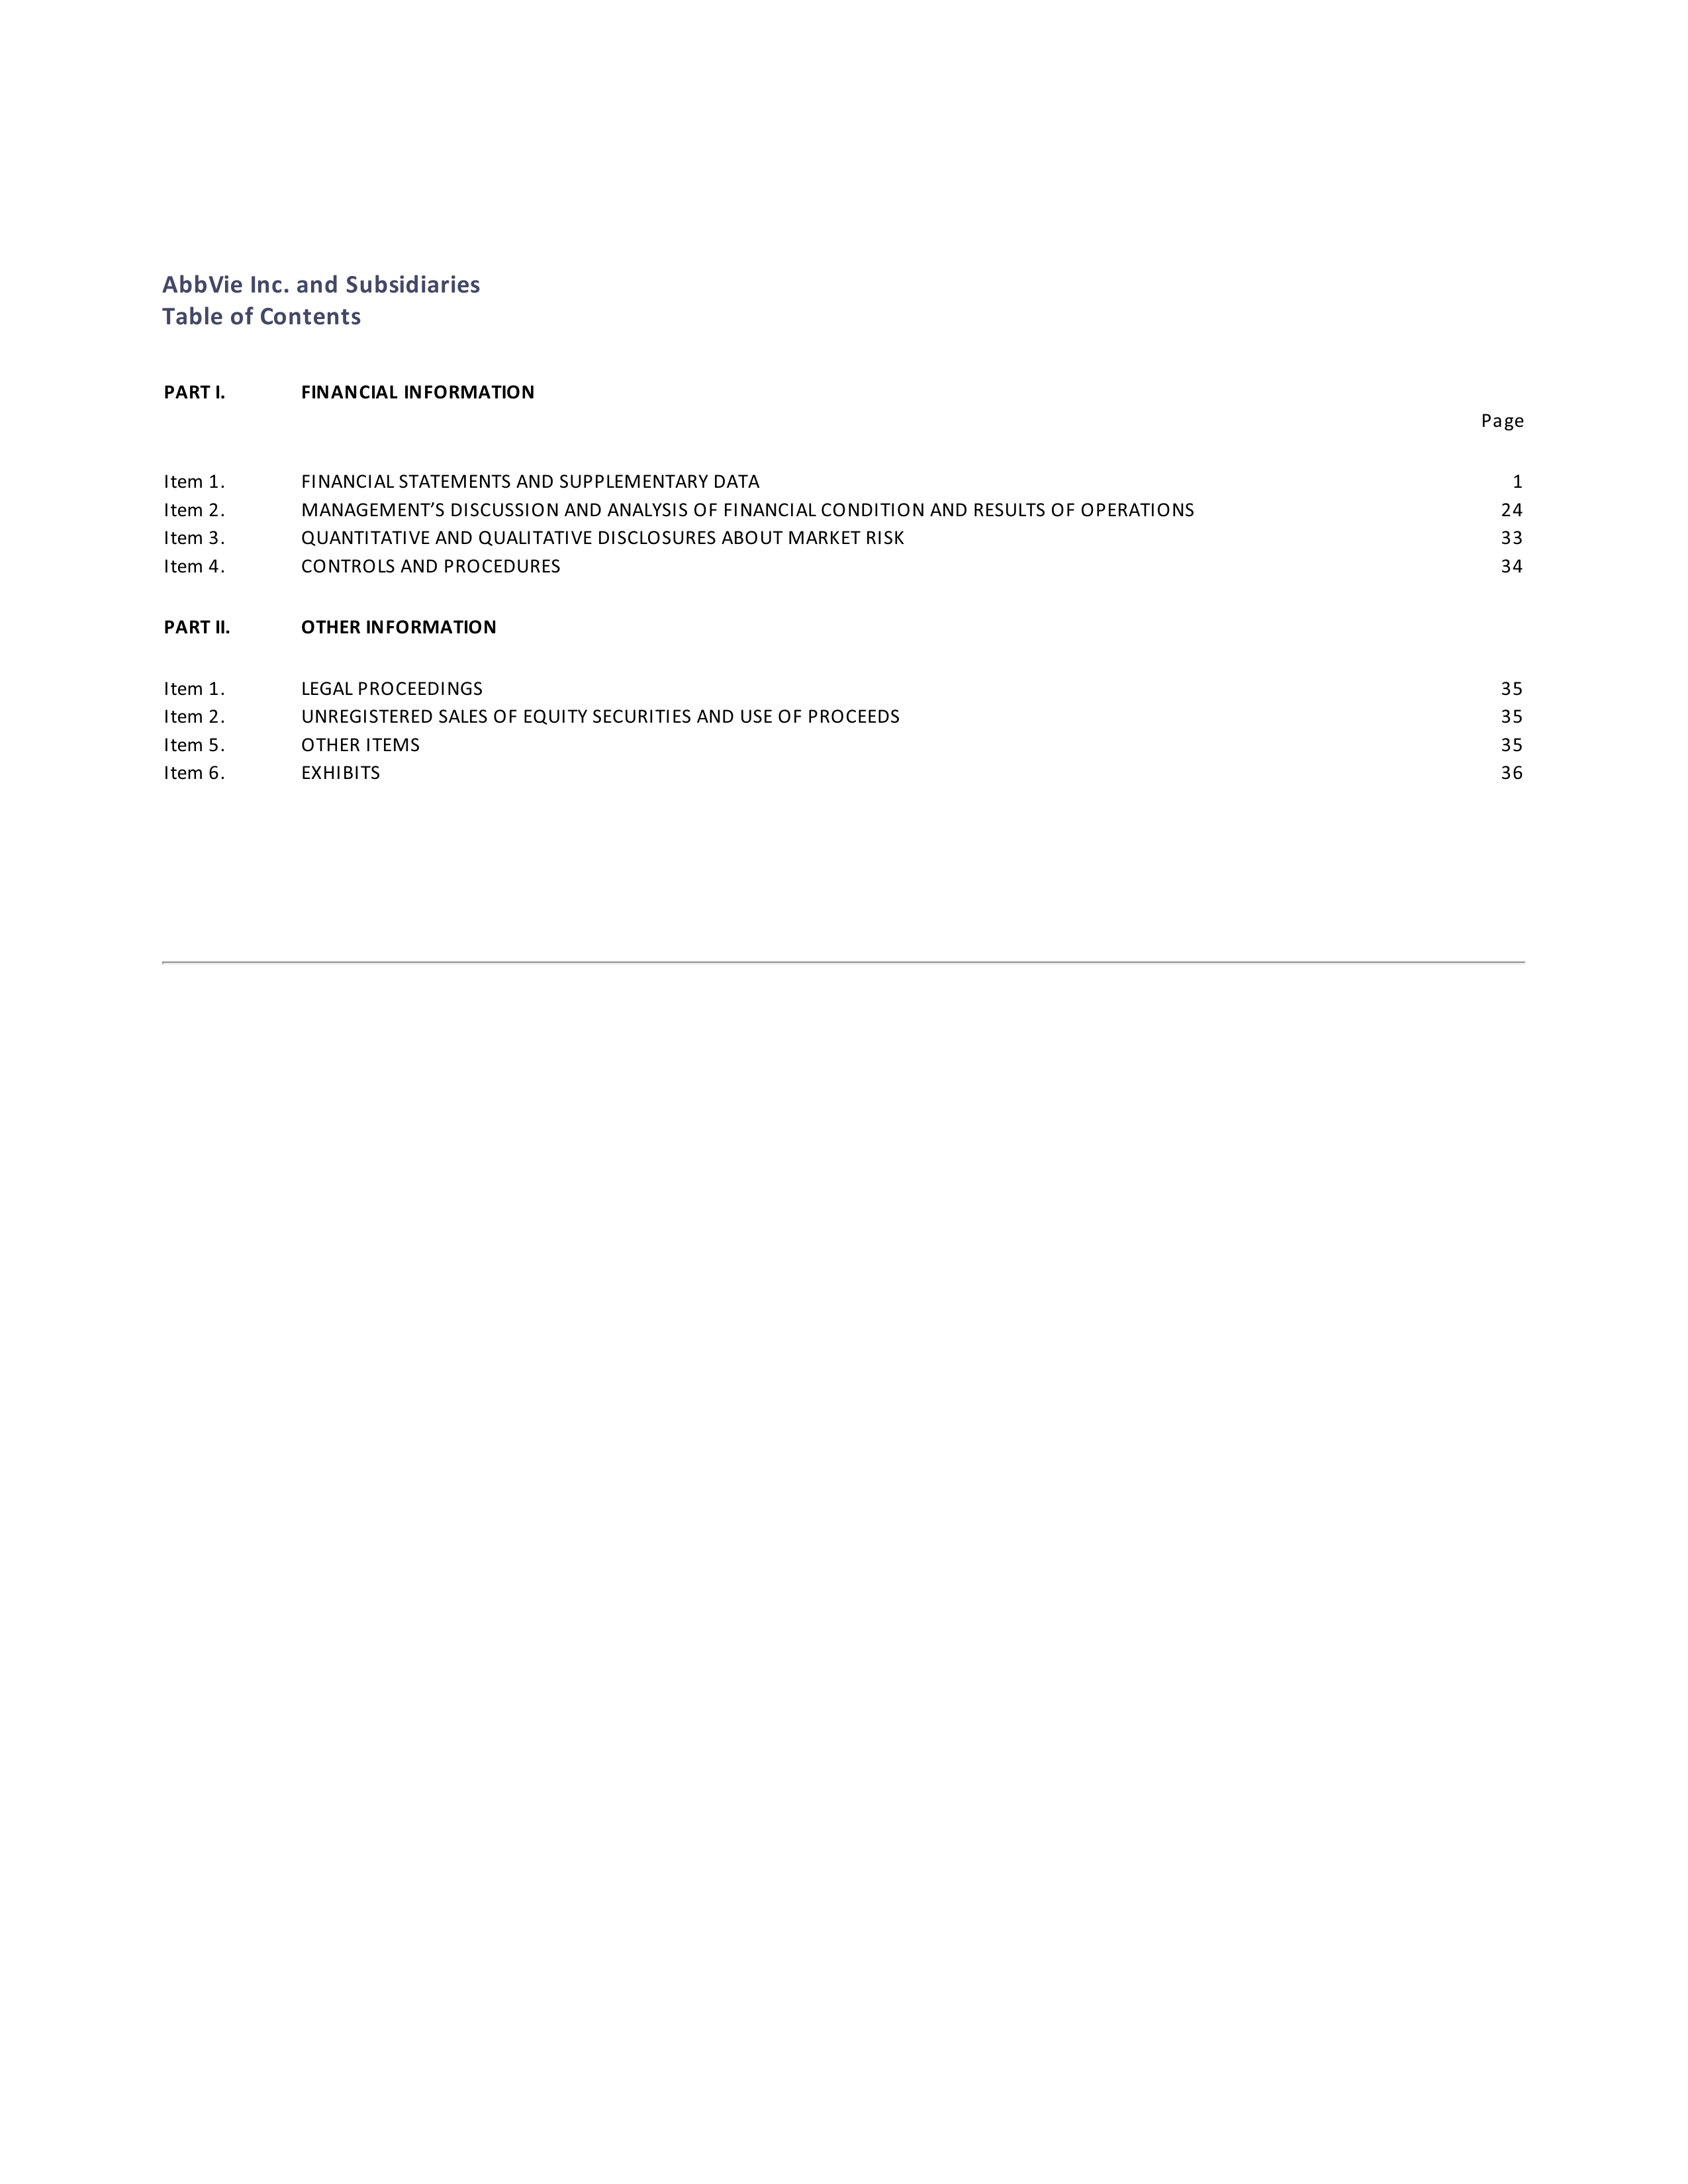 AbbVie Inc. and Subsidiaries
Table of Contents
PART I. FINANCIAL INFORMATION
Page
Item 1. FINANCIAL STATEMENTS AND SUPPLEMENTARY DATA 1
Item 2. MANAGEMENT’S DISCUSSION AND ANALYSIS OF FINANCIAL CONDITION AND RESULTS OF OPERATIONS 24
Item 3. QUANTITATIVE AND QUALITATIVE DISCLOSURES ABOUT MARKET RISK 33
Item 4. CONTROLS AND PROCEDURES 34
PART II. OTHER INFORMATION
Item 1. LEGAL PROCEEDINGS 35
Item 2. UNREGISTERED SALES OF EQUITY SECURITIES AND USE OF PROCEEDS 35
Item 5. OTHER ITEMS 35
Item 6. EXHIBITS 36